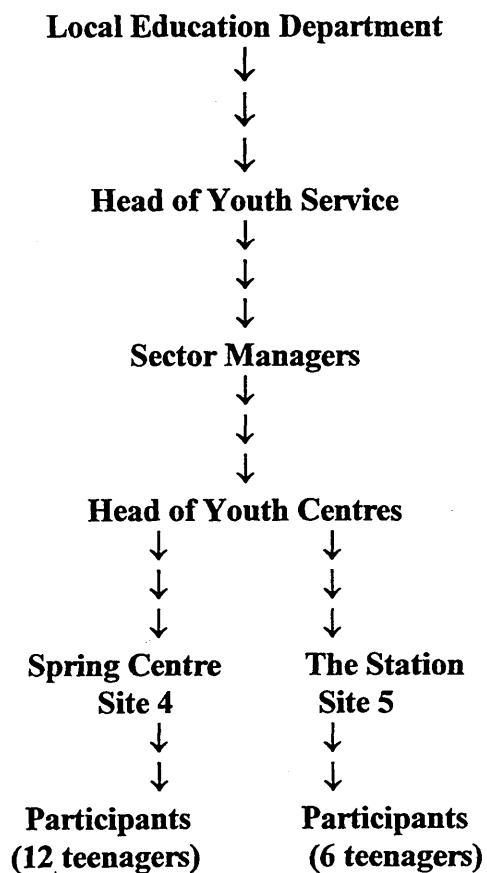 Local Education Department
↓
↓
↓
Head of Youth Service
↓
↓
↓
Sector Managers
↓
↓
↓
Head of Youth Centres
↓ ↓
↓ ↓
↓ ↓
Spring Centre The Station
Site 4 Site 5
↓ ↓
↓ ↓
Participants Participants
(12 teenagers) (6 teenagers)